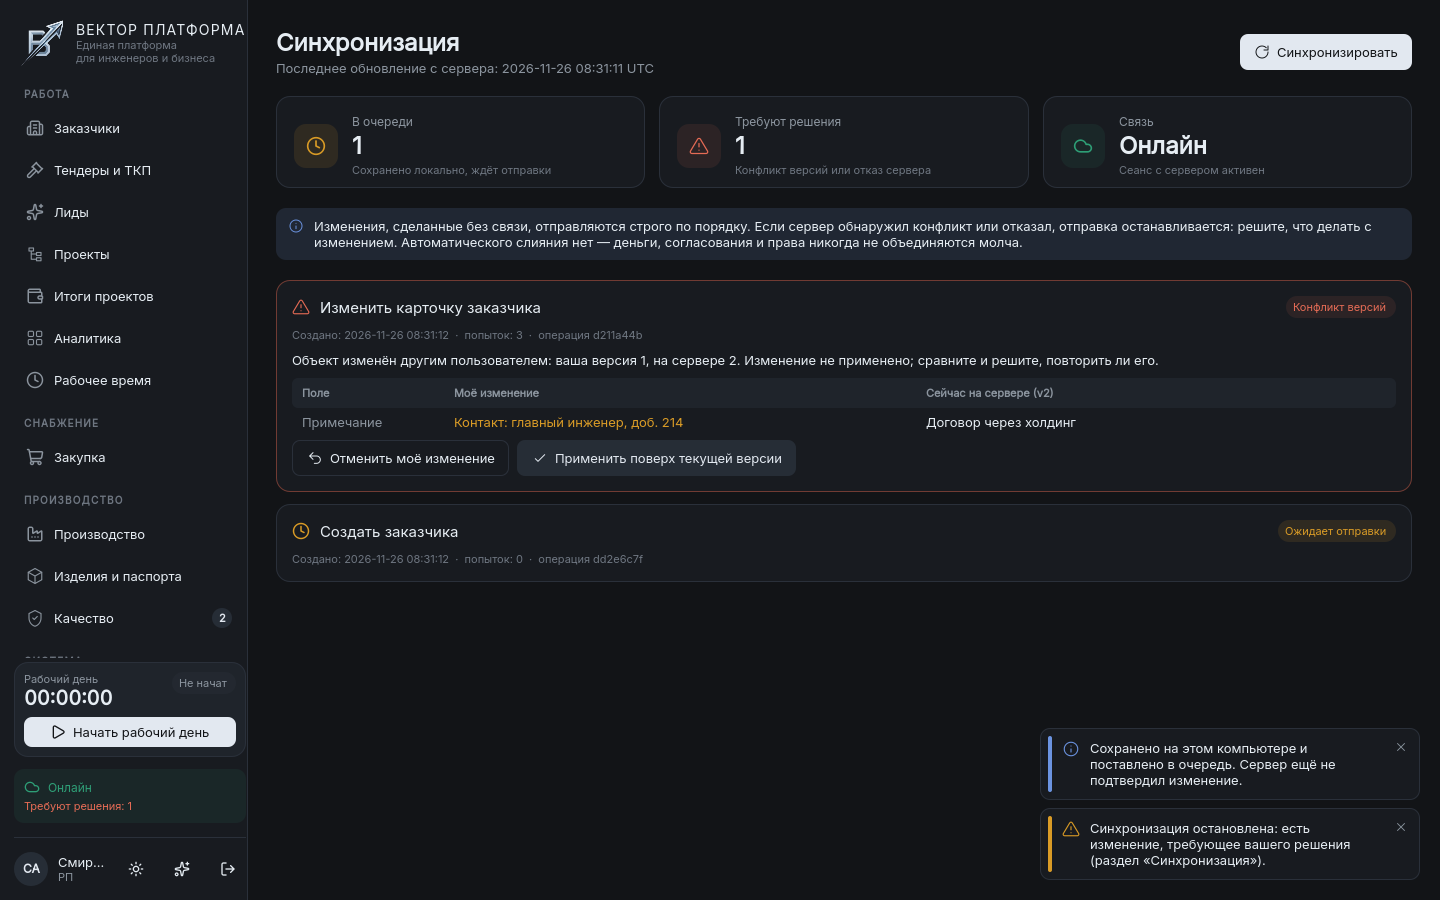 ВЕКТОР ПЛАТФОРМА
Единая платформа
для инженеров и бизнеса
РАБОТА
Заказчики
Тендеры и ТКП
Лиды
Проекты
Итоги проектов
Аналитика
Рабочее время
СНАБЖЕНИЕ
Закупка
ПРОИЗВОДСТВО
Производство
Изделия и паспорта
Качество 2
Рабочий день
Не начат
00:00:00
Начать рабочий день
Онлайн
Требуют решения: 1
СА
Смир...
РП
Синхронизация
Последнее обновление с сервера: 2026-11-26 08:31:11 UTC
Синхронизировать
В очереди
1
Сохранено локально, ждёт отправки
Требуют решения
1
Конфликт версий или отказ сервера
Связь
Онлайн
Сеанс с сервером активен
Изменения, сделанные без связи, отправляются строго по порядку. Если сервер обнаружил конфликт или отказал, отправка останавливается: решите, что делать с
изменением. Автоматического слияния нет — деньги, согласования и права никогда не объединяются молча.
Изменить карточку заказчика
Конфликт версий
Создано: 2026-11-26 08:31:12 · попыток: 3 · операция d211a44b
Объект изменён другим пользователем: ваша версия 1, на сервере 2. Изменение не применено; сравните и решите, повторить ли его.
Поле Моё изменение Сейчас на сервере (v2)
Примечание Контакт: главный инженер, доб. 214 Договор через холдинг
Отменить моё изменение
Применить поверх текущей версии
Создать заказчика
Ожидает отправки
Создано: 2026-11-26 08:31:12 · попыток: 0 · операция dd2e6c7f
Сохранено на этом компьютере и
поставлено в очередь. Сервер ещё не
подтвердил изменение.
Синхронизация остановлена: есть
изменение, требующее вашего решения
(раздел «Синхронизация»).